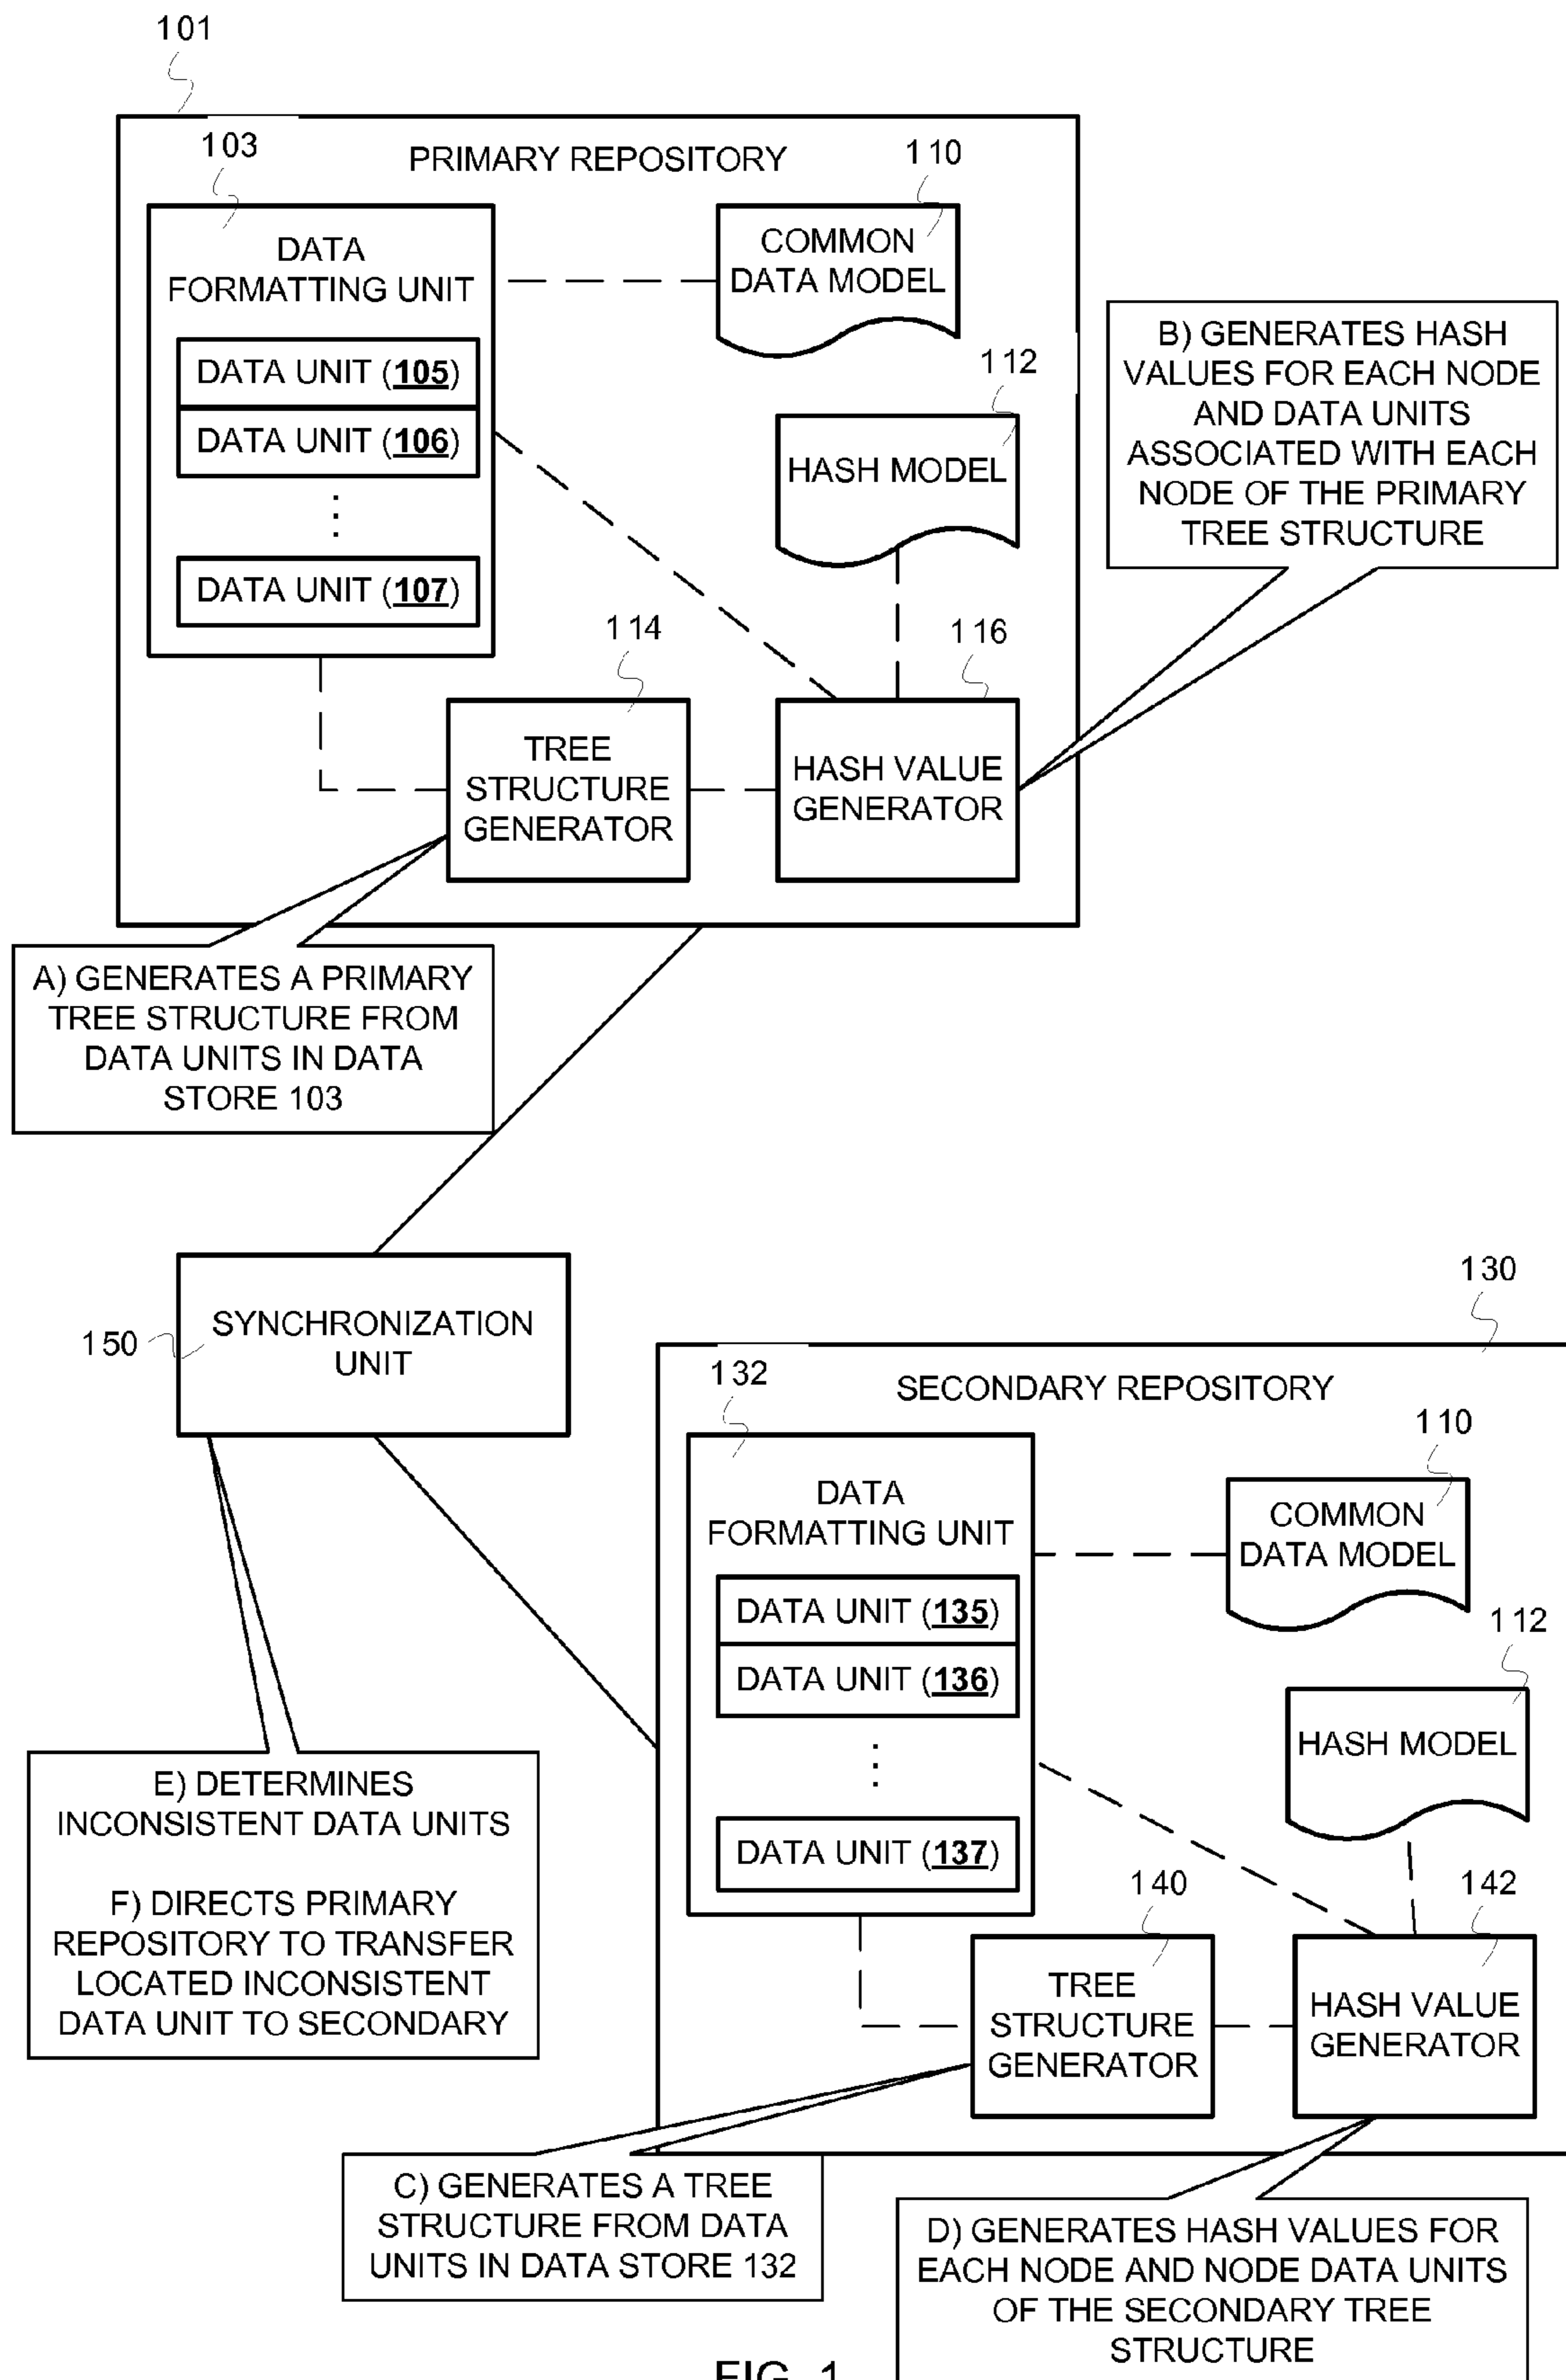 101
103
PRIMARY REPOSITORY
110
DATA
FORMATTING UNIT
COMMON
DATA MODEL
DATA UNIT (105)
DATA UNIT (106)
⋮
DATA UNIT (107)
112
HASH MODEL
B) GENERATES HASH
VALUES FOR EACH NODE
AND DATA UNITS
ASSOCIATED WITH EACH
NODE OF THE PRIMARY
TREE STRUCTURE
114
116
TREE
STRUCTURE
GENERATOR
HASH VALUE
GENERATOR
A) GENERATES A PRIMARY
TREE STRUCTURE FROM
DATA UNITS IN DATA
STORE 103
150
SYNCHRONIZATION
UNIT
130
132
SECONDARY REPOSITORY
110
DATA
FORMATTING UNIT
COMMON
DATA MODEL
DATA UNIT (135)
DATA UNIT (136)
⋮
DATA UNIT (137)
112
HASH MODEL
E) DETERMINES
INCONSISTENT DATA UNITS
F) DIRECTS PRIMARY
REPOSITORY TO TRANSFER
LOCATED INCONSISTENT
DATA UNIT TO SECONDARY
140
142
TREE
STRUCTURE
GENERATOR
HASH VALUE
GENERATOR
C) GENERATES A TREE
STRUCTURE FROM DATA
UNITS IN DATA STORE 132
D) GENERATES HASH VALUES FOR
EACH NODE AND NODE DATA UNITS
OF THE SECONDARY TREE
STRUCTURE
FIG. 1